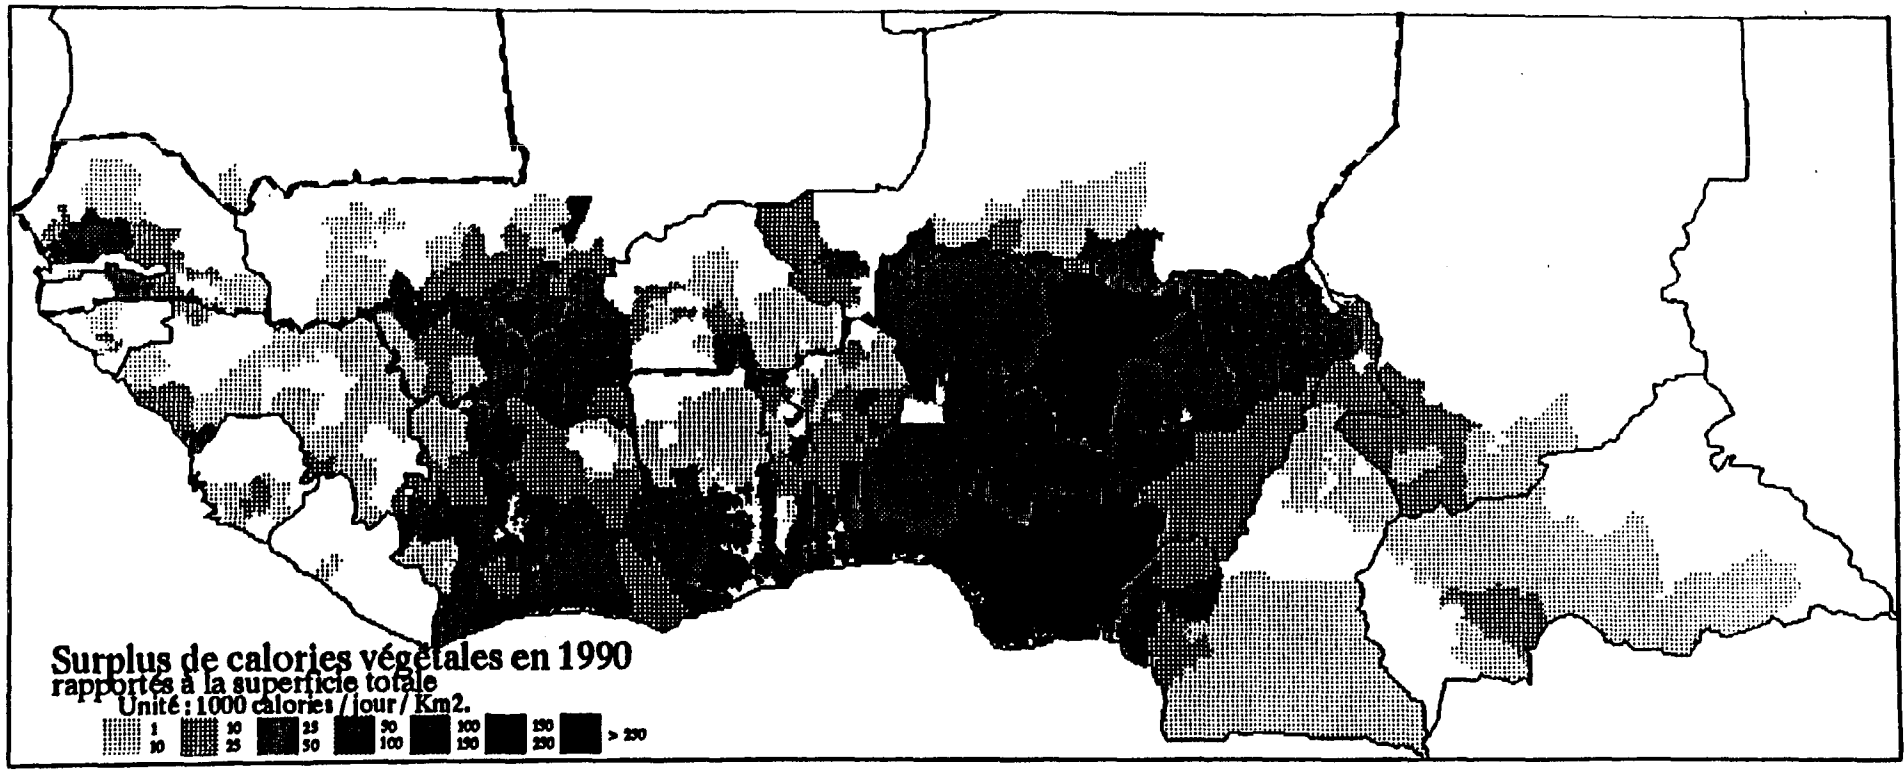 Surplus de calories végétales en 1990
rapportés à la superficie totale
Unité : 1000 calories / jour / Km2.
1 10 25 50 100 150 > 250
10 25 50 100 150 250